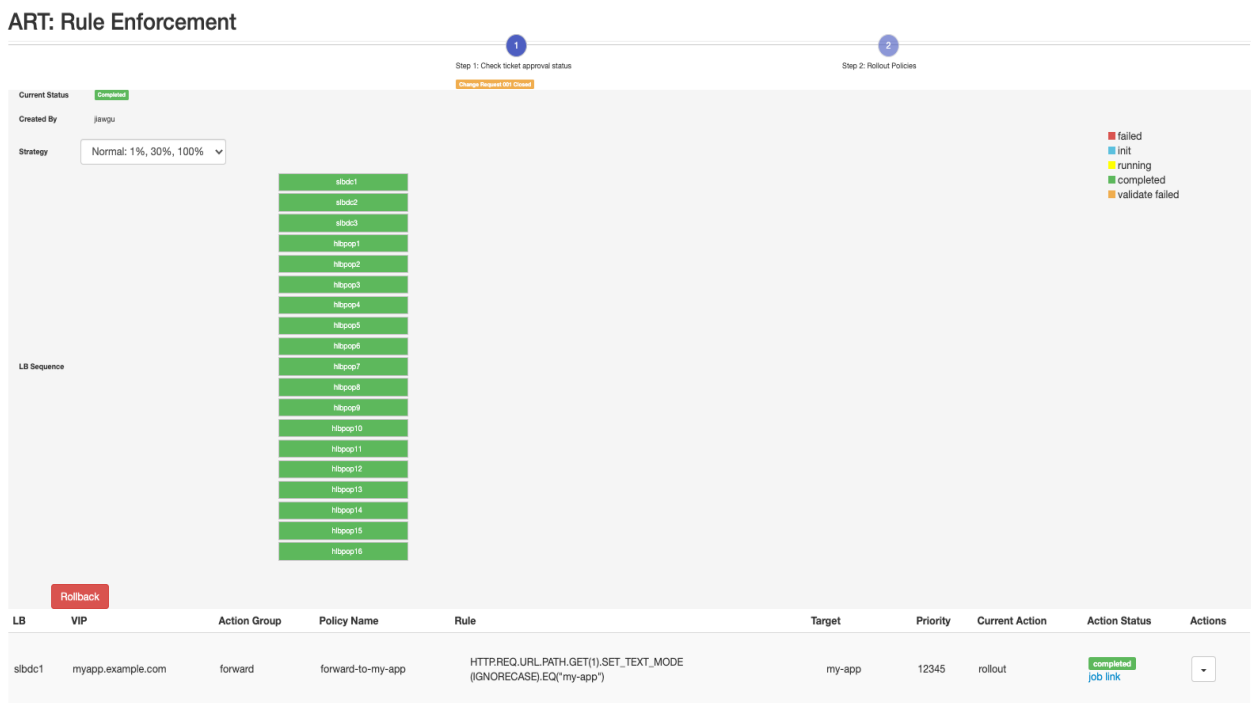 ART: Rule Enforcement
1
2
Step 1: Check ticket approval status
Step 2: Rollout Policies
Change Request 001 Closed
Current Status
Completed
Created By
jiawgu
Strategy
Normal: 1%, 30%, 100%
failed
init
running
completed
validate failed
LB Sequence
slbdc1
slbdc2
slbdc3
hlbpop1
hlbpop2
hlbpop3
hlbpop4
hlbpop5
hlbpop6
hlbpop7
hlbpop8
hlbpop9
hlbpop10
hlbpop11
hlbpop12
hlbpop13
hlbpop14
hlbpop15
hlbpop16
Rollback
LB VIP Action Group Policy Name Rule Target Priority Current Action Action Status Actions
slbdc1 myapp.example.com forward forward-to-my-app HTTP.REQ.URL.PATH.GET(1).SET_TEXT_MODE
(IGNORECASE).EQ("my-app") my-app 12345 rollout completed
job link